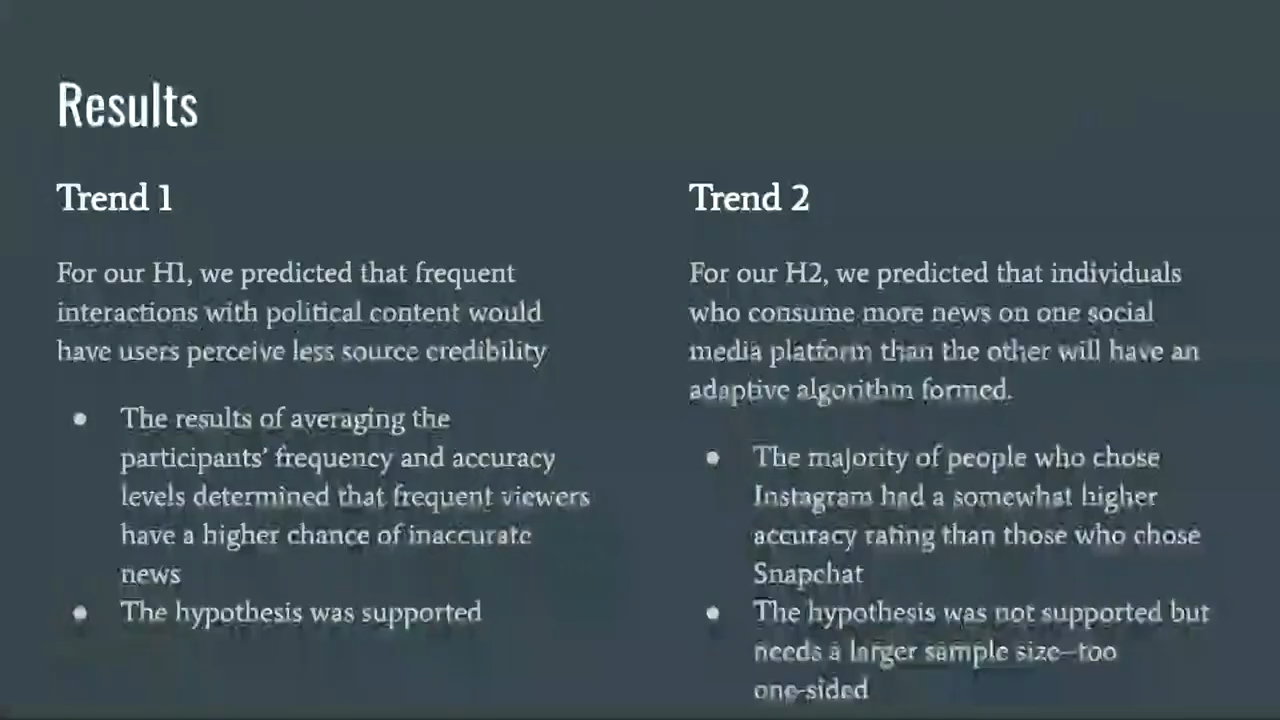 Results
Trend 1
For our H1, we predicted that frequent
interactions with political content would
have users perceive less source credibility
● The results of averaging the
participants' frequency and accuracy
levels determined that frequent viewers
have a higher chance of inaccurate
news
● The hypothesis was supported
Trend 2
For our H2, we predicted that individuals
who consume more news on one social
media platform than the other will have an
adaptive algorithm formed.
● The majority of people who chose
Instagram had a somewhat higher
accuracy rating than those who chose
Snapchat
● The hypothesis was not supported but
needs a larger sample size—too
one-sided